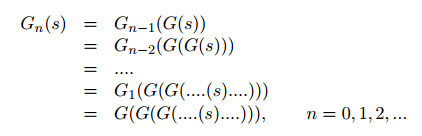 Gₙ(s) = Gₙ₋₁(G(s))
= Gₙ₋₂(G(G(s)))
= ....
= G₁(G(G(....(s)....)))
= G(G(G(....(s)....))), n = 0, 1, 2, ...